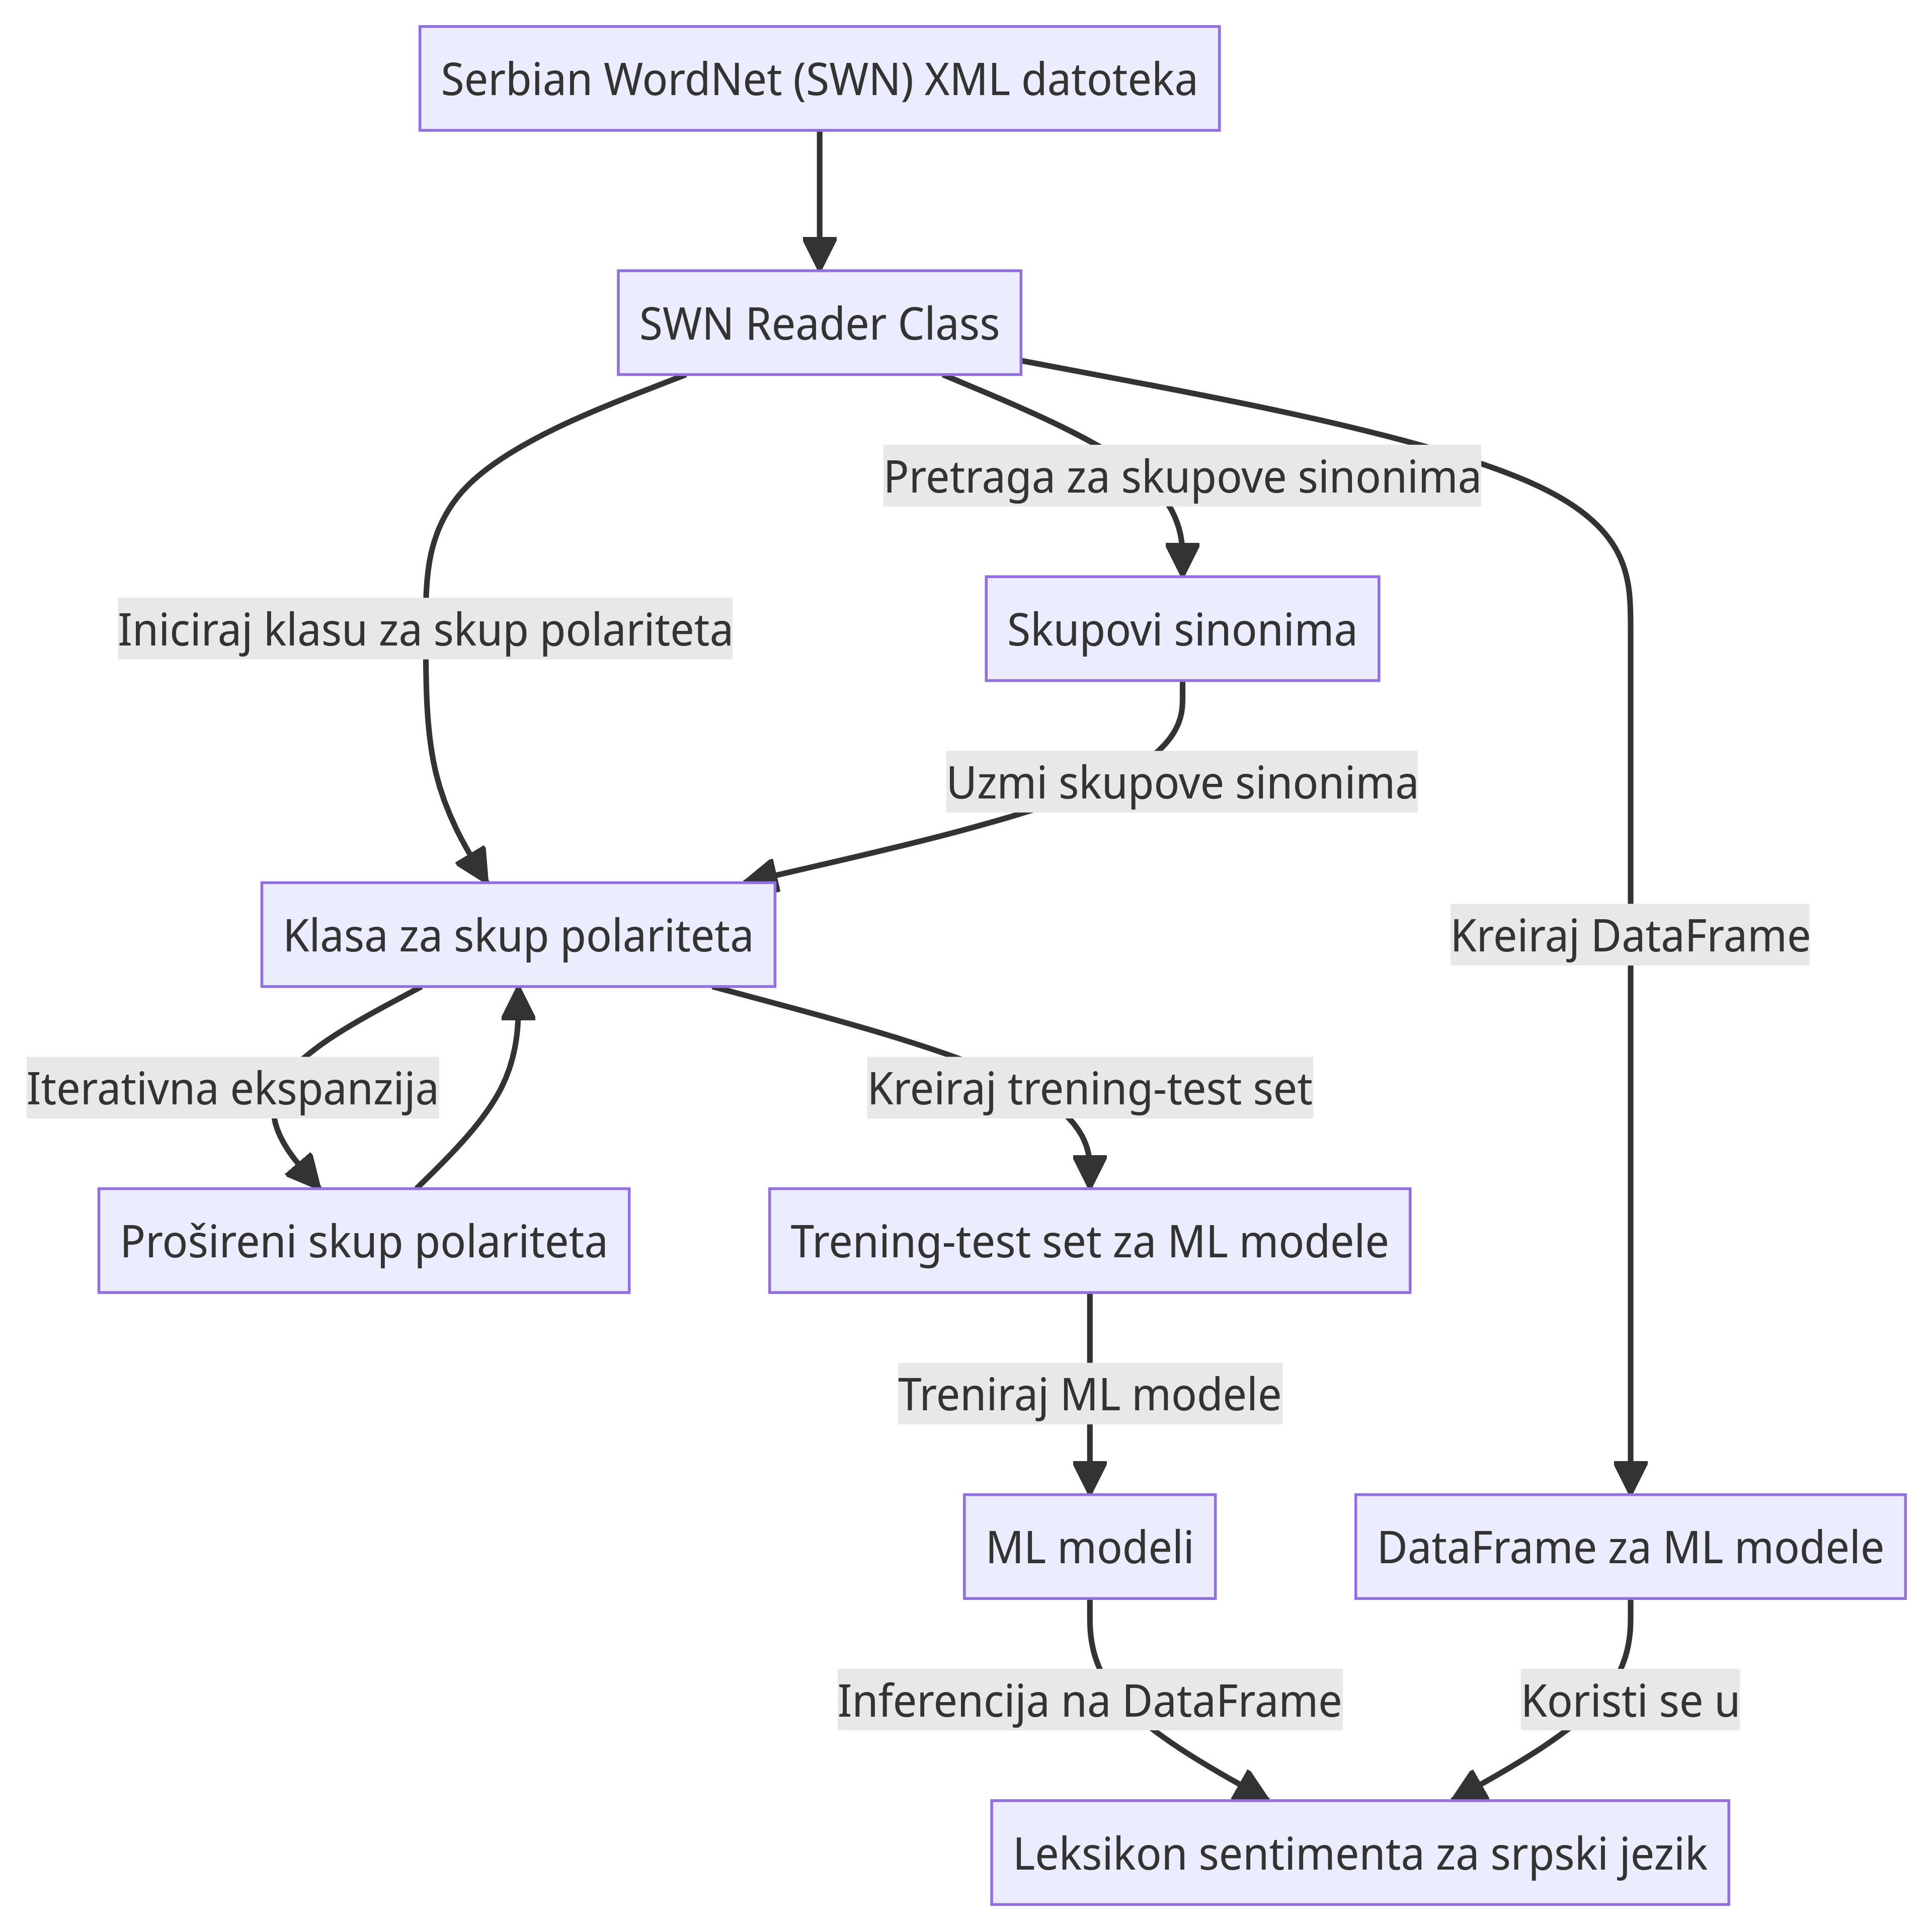 Serbian WordNet (SWN) XML datoteka
SWN Reader Class
Pretraga za skupove sinonima
Iniciraj klasu za skup polariteta
Skupovi sinonima
Uzmi skupove sinonima
Klasa za skup polariteta
Kreiraj DataFrame
Iterativna ekspanzija
Kreiraj trening-test set
Prošireni skup polariteta
Trening-test set za ML modele
Treniraj ML modele
ML modeli
DataFrame za ML modele
Inferencija na DataFrame
Koristi se u
Leksikon sentimenta za srpski jezik